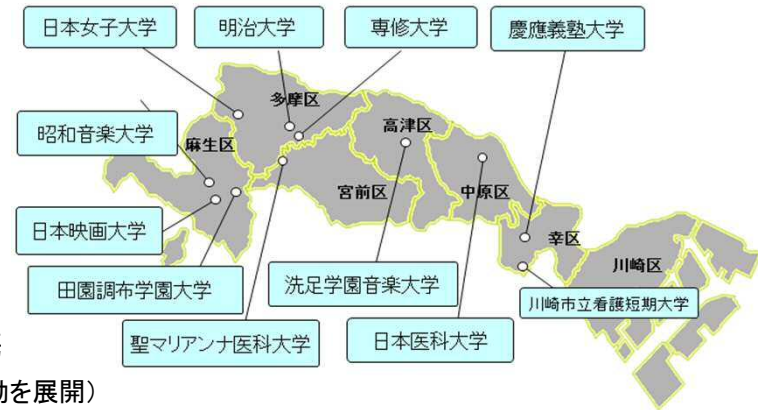 日本女子大学
明治大学
専修大学
慶應義塾大学
多摩区
高津区
昭和音楽大学
麻生区
宮前区
中原区
日本映画大学
幸区
川崎区
田園調布学園大学
洗足学園音楽大学
川崎市立看護短期大学
聖マリアンナ医科大学
日本医科大学
動を展開）